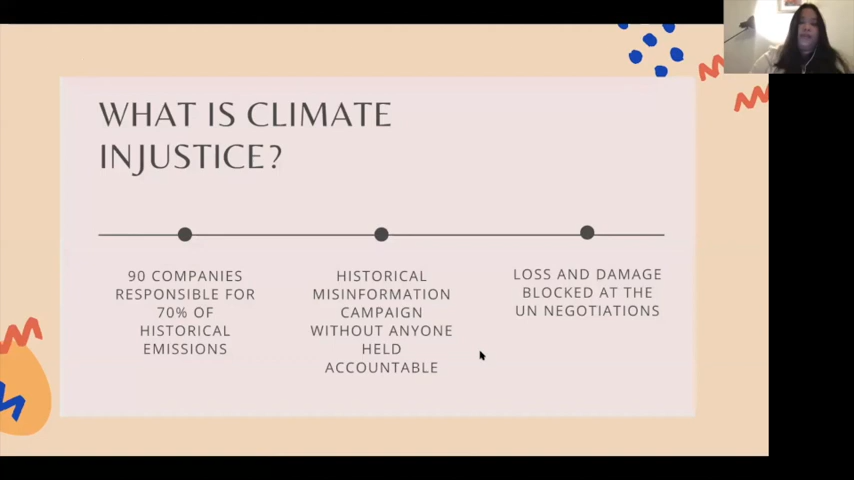 WHAT IS CLIMATE
INJUSTICE?
90 COMPANIES
RESPONSIBLE FOR
70% OF
HISTORICAL
EMISSIONS
HISTORICAL
MISINFORMATION
CAMPAIGN
WITHOUT ANYONE
HELD
ACCOUNTABLE
LOSS AND DAMAGE
BLOCKED AT THE
UN NEGOTIATIONS